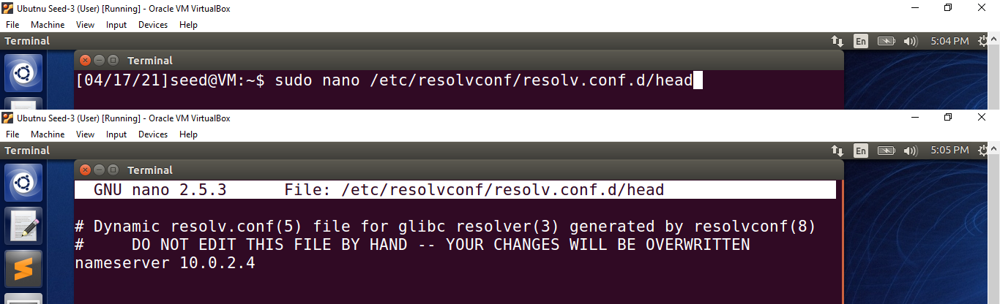 Ubutnu Seed-3 (User) [Running] - Oracle VM VirtualBox
File Machine View Input Devices Help
Terminal En 5:04 PM
Terminal
[04/17/21]seed@VM:~$ sudo nano /etc/resolvconf/resolv.conf.d/head
Ubutnu Seed-3 (User) [Running] - Oracle VM VirtualBox
File Machine View Input Devices Help
Terminal En 5:05 PM
Terminal
GNU nano 2.5.3 File: /etc/resolvconf/resolv.conf.d/head
# Dynamic resolv.conf(5) file for glibc resolver(3) generated by resolvconf(8)
# DO NOT EDIT THIS FILE BY HAND -- YOUR CHANGES WILL BE OVERWRITTEN
nameserver 10.0.2.4